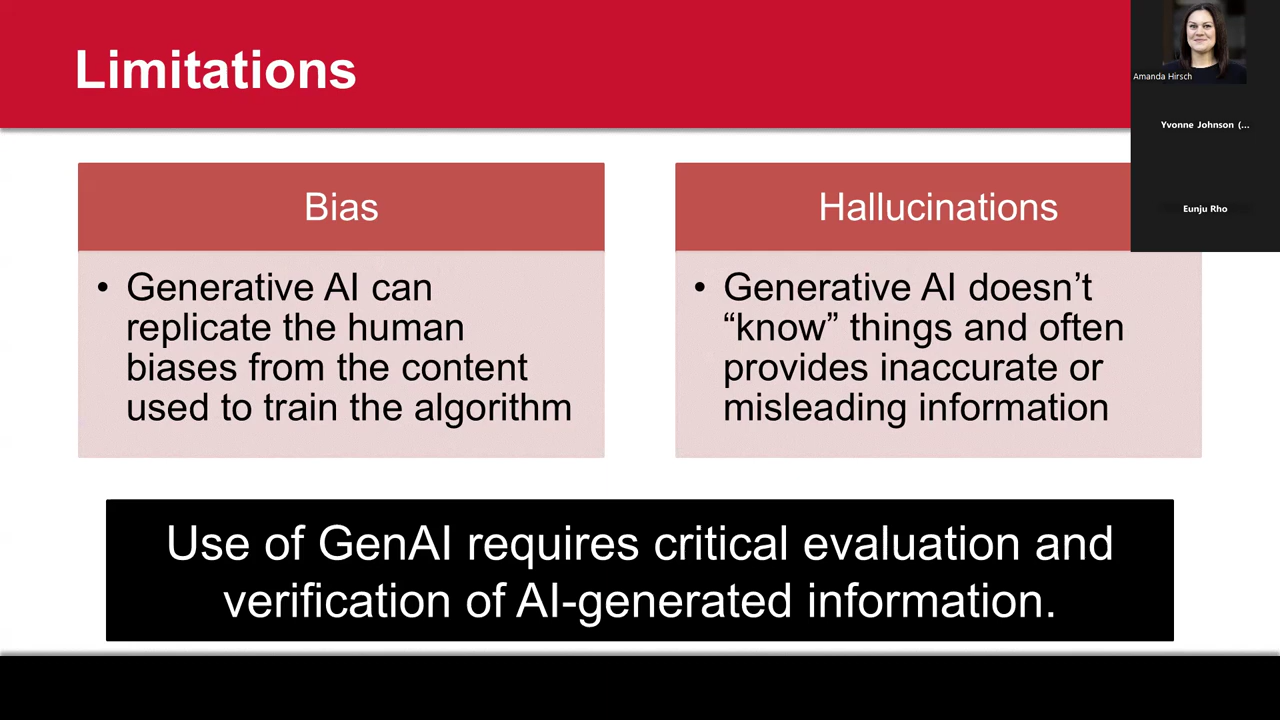 Limitations
Amanda Hirsch
Yvonne Johnson (...
Eunju Rho
Bias
• Generative AI can
replicate the human
biases from the content
used to train the algorithm
Hallucinations
• Generative AI doesn’t
“know” things and often
provides inaccurate or
misleading information
Use of GenAI requires critical evaluation and
verification of AI-generated information.